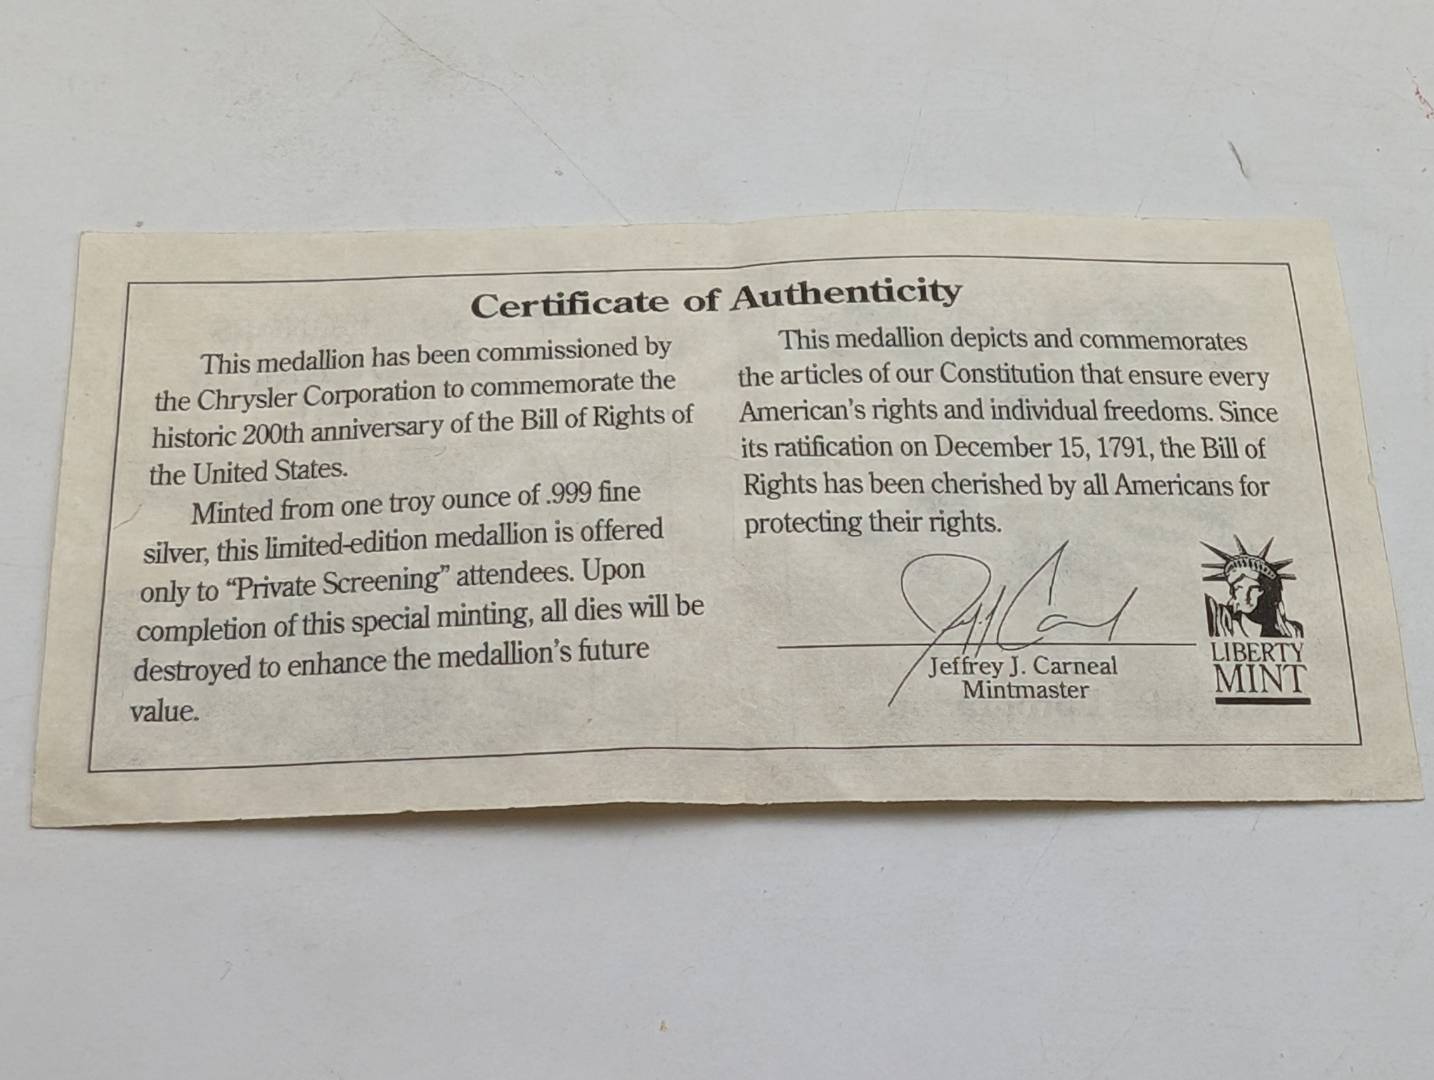 Certificate of Authenticity
This medallion has been commissioned by
the Chrysler Corporation to commemorate the
historic 200th anniversary of the Bill of Rights of
the United States.
Minted from one troy ounce of .999 fine
silver, this limited-edition medallion is offered
only to “Private Screening” attendees. Upon
completion of this special minting, all dies will be
destroyed to enhance the medallion’s future
value.
This medallion depicts and commemorates
the articles of our Constitution that ensure every
American’s rights and individual freedoms. Since
its ratification on December 15, 1791, the Bill of
Rights has been cherished by all Americans for
protecting their rights.
Jeffrey J. Carneal
Mintmaster
LIBERTY
MINT